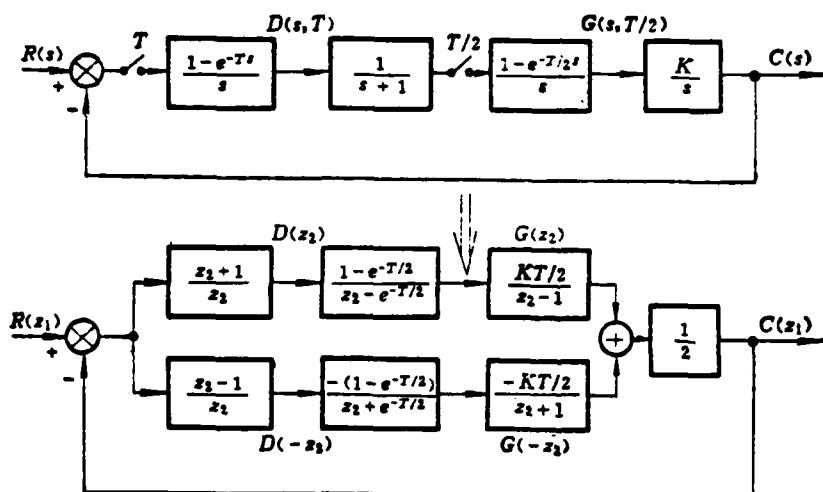 D(s,T) G(s,T/2)
R(s) T T/2 C(s)
1-e^{-Ts}/s 1/(s+1) 1-e^{-T/2s}/s K/s
+ -
D(z₂) G(z₂)
z₂+1/z₂ 1-e^{-T/2}/z₂-e^{-T/2} KT/2/z₂-1
R(z₁) + 1/2 C(z₁)
+ -
z₂-1/z₂ -(1-e^{-T/2})/z₂+e^{-T/2} -KT/2/z₂+1
D(-z₂) G(-z₂)